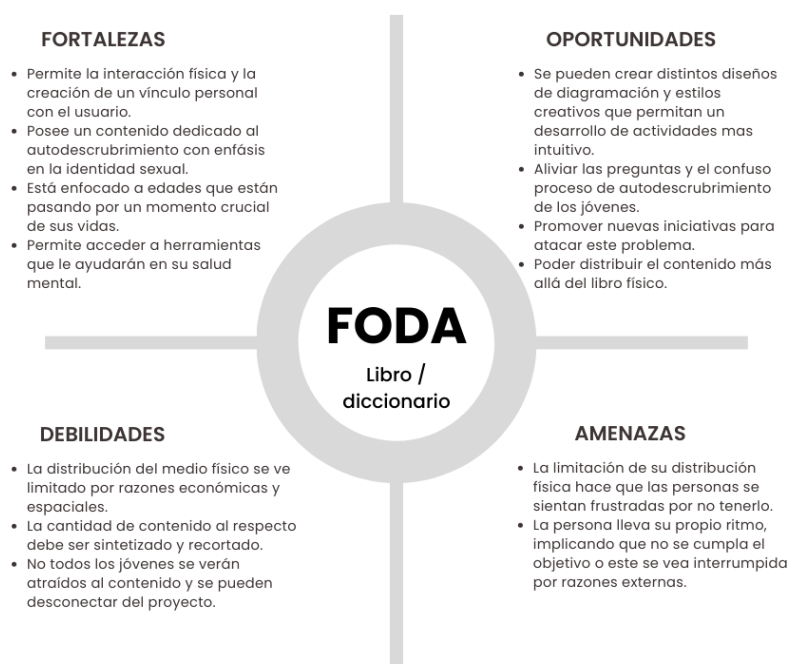 FORTALEZAS
• Permite la interacción física y la
creación de un vínculo personal
con el usuario.
• Posee un contenido dedicado al
autodescrubrimiento con enfásis
en la identidad sexual.
• Está enfocado a edades que están
pasando por un momento crucial
de sus vidas.
• Permite acceder a herramientas
que le ayudarán en su salud
mental.
OPORTUNIDADES
• Se pueden crear distintos diseños
de diagramación y estilos
creativos que permitan un
desarrollo de actividades mas
intuitivo.
• Aliviar las preguntas y el confuso
proceso de autodescrubrimiento
de los jóvenes.
• Promover nuevas iniciativas para
atacar este problema.
• Poder distribuir el contenido más
allá del libro físico.
FODA
Libro /
diccionario
DEBILIDADES
• La distribución del medio físico se ve
limitado por razones económicas y
espaciales.
• La cantidad de contenido al respecto
debe ser sintetizado y recortado.
• No todos los jóvenes se verán
atraídos al contenido y se pueden
desconectar del proyecto.
AMENAZAS
• La limitación de su distribución
física hace que las personas se
sientan frustradas por no tenerlo.
• La persona lleva su propio ritmo,
implicando que no se cumpla el
objetivo o este se vea interrumpida
por razones externas.